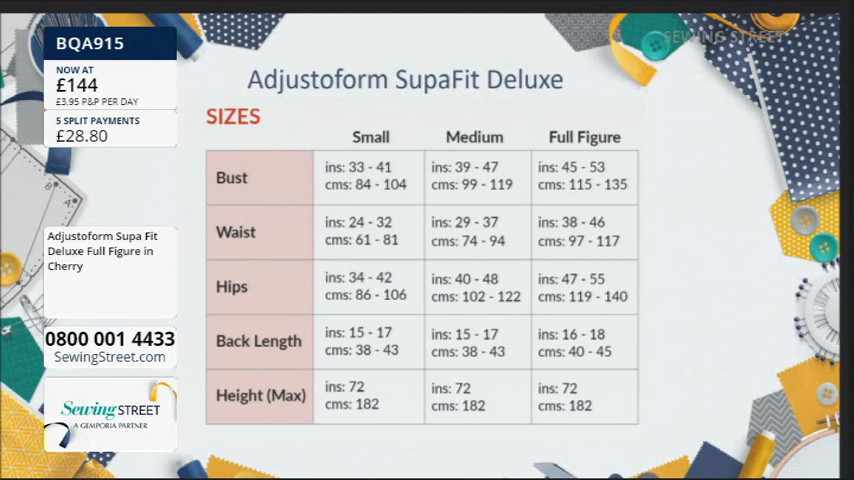 BQA915
NOW AT
£144
£3.95 P&P PER DAY
5 SPLIT PAYMENTS
£28.80
Adjustoform Supa Fit
Deluxe Full Figure in
Cherry
0800 001 4433
SewingStreet.com
Sewing STREET
A GEMPORIA PARTNER
SEWING STREET
Adjustoform SupaFit Deluxe
SIZES
Small Medium Full Figure
Bust
ins: 33 - 41 ins: 39 - 47 ins: 45 - 53
cms: 84 - 104 cms: 99 - 119 cms: 115 - 135
Waist
ins: 24 - 32 ins: 29 - 37 ins: 38 - 46
cms: 61 - 81 cms: 74 - 94 cms: 97 - 117
Hips
ins: 34 - 42 ins: 40 - 48 ins: 47 - 55
cms: 86 - 106 cms: 102 - 122 cms: 119 - 140
Back Length
ins: 15 - 17 ins: 15 - 17 ins: 16 - 18
cms: 38 - 43 cms: 38 - 43 cms: 40 - 45
Height (Max)
ins: 72 ins: 72 ins: 72
cms: 182 cms: 182 cms: 182